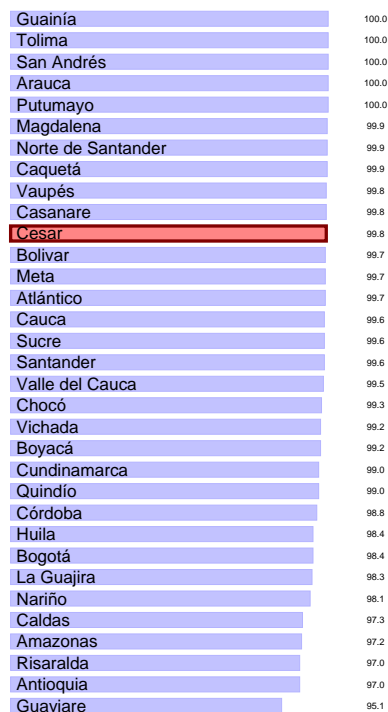 Guainía 100.0
Tolima 100.0
San Andrés 100.0
Arauca 100.0
Putumayo 100.0
Magdalena 99.9
Norte de Santander 99.9
Caquetá 99.9
Vaupés 99.8
Casanare 99.8
Cesar 99.8
Bolivar 99.7
Meta 99.7
Atlántico 99.7
Cauca 99.6
Sucre 99.6
Santander 99.6
Valle del Cauca 99.5
Chocó 99.3
Vichada 99.2
Boyacá 99.2
Cundinamarca 99.0
Quindío 99.0
Córdoba 98.8
Huila 98.4
Bogotá 98.4
La Guajira 98.3
Nariño 98.1
Caldas 97.3
Amazonas 97.2
Risaralda 97.0
Antioquia 97.0
Guaviare 95.1